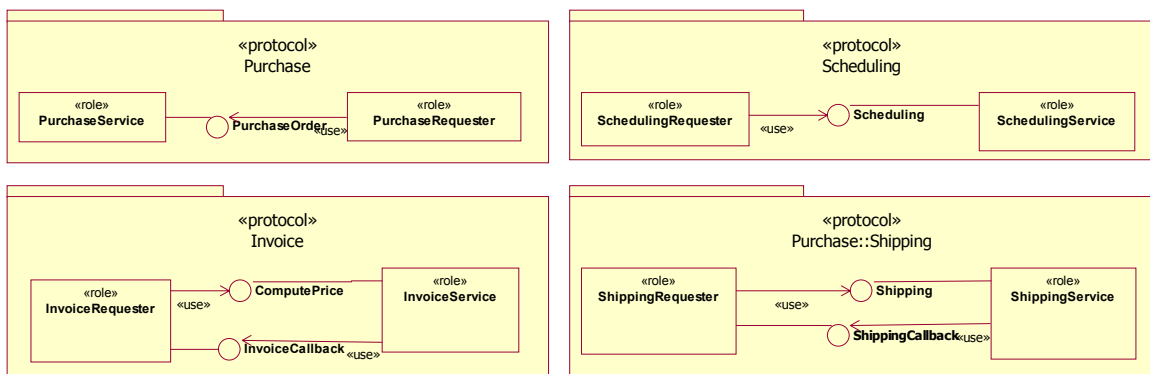 «protocol»
Purchase
«role»
PurchaseService
PurchaseOrder
«use»
«role»
PurchaseRequester
«protocol»
Scheduling
«role»
SchedulingRequester
«use»
Scheduling
«role»
SchedulingService
«protocol»
Invoice
«role»
InvoiceRequester
«use»
ComputePrice
InvoiceCallback
«use»
«role»
InvoiceService
«protocol»
Purchase::Shipping
«role»
ShippingRequester
«use»
Shipping
ShippingCallback
«use»
«role»
ShippingService